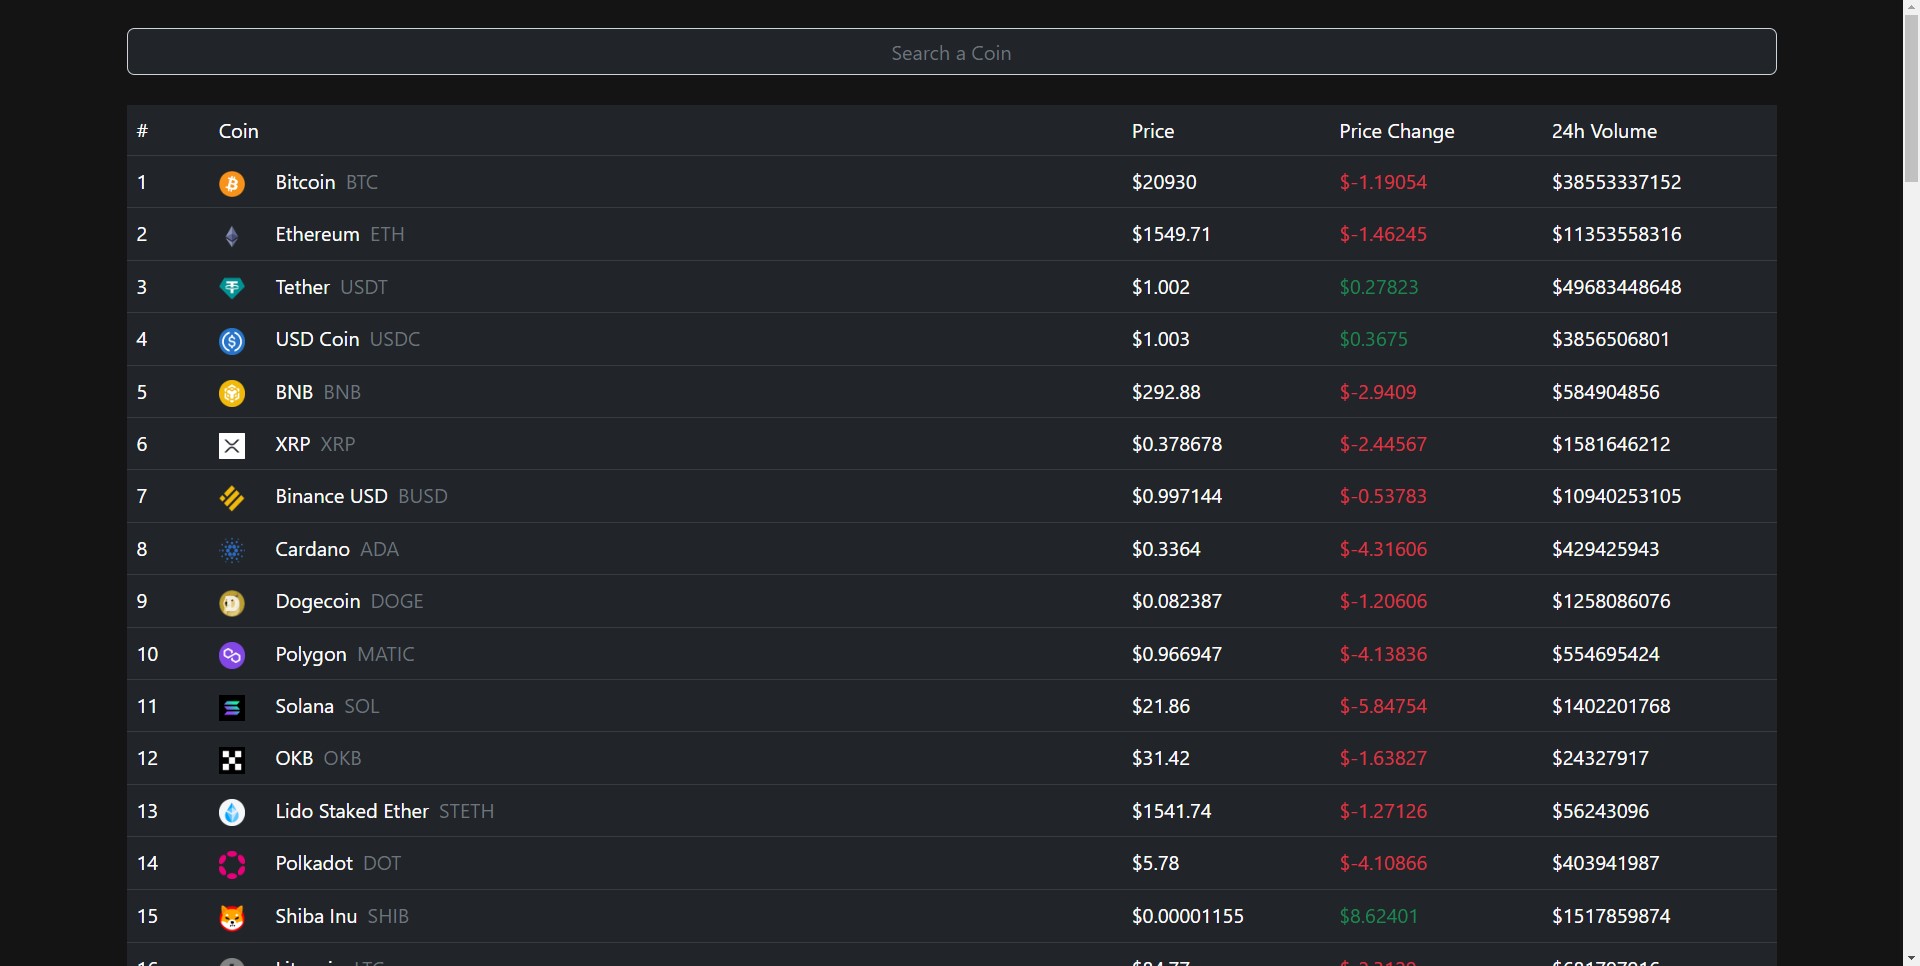 Search a Coin
# Coin Price Price Change 24h Volume
1 Bitcoin BTC $20930 $-1.19054 $38553337152
2 Ethereum ETH $1549.71 $-1.46245 $11353558316
3 Tether USDT $1.002 $0.27823 $49683448648
4 USD Coin USDC $1.003 $0.3675 $3856506801
5 BNB BNB $292.88 $-2.9409 $584904856
6 XRP XRP $0.378678 $-2.44567 $1581646212
7 Binance USD BUSD $0.997144 $-0.53783 $10940253105
8 Cardano ADA $0.3364 $-4.31606 $429425943
9 Dogecoin DOGE $0.082387 $-1.20606 $1258086076
10 Polygon MATIC $0.966947 $-4.13836 $554695424
11 Solana SOL $21.86 $-5.84754 $1402201768
12 OKB OKB $31.42 $-1.63827 $24327917
13 Lido Staked Ether STETH $1541.74 $-1.27126 $56243096
14 Polkadot DOT $5.78 $-4.10866 $403941987
15 Shiba Inu SHIB $0.00001155 $8.62401 $1517859874